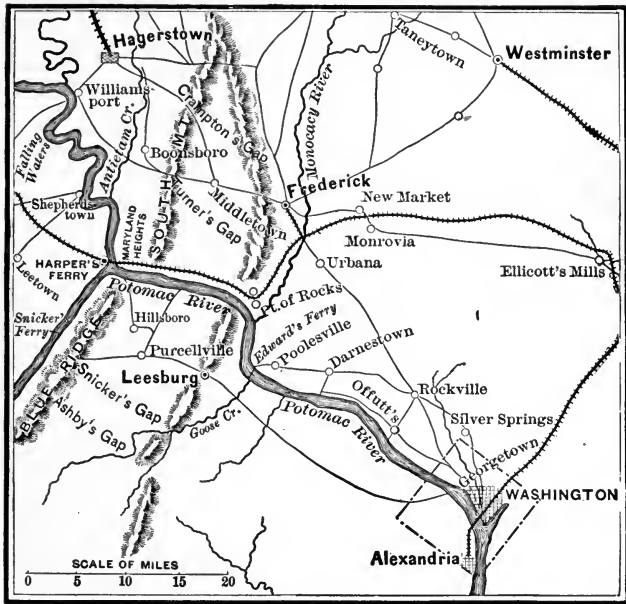 Hagerstown
Taneytown
Westminster
Williams-
port
Crampton's Gap
Monocacy River
Antietam Cr.
Falling
Waters
Boonsboro
SOUTH MT.
Turner's Gap
Middletown
Frederick
New Market
Monrovia
Shepherds-
town
MARYLAND
HEIGHTS
HARPER'S
FERRY
Urbana
Ellicott's Mills
Leetown
Potomac River
Pt. of Rocks
Snicker's
Ferry
Hillsboro
Edward's Ferry
Poolesville
Darnestown
Purcellville
Leesburg
BLUE RIDGE
Snicker's Gap
Ashby's Gap
Goose Cr.
Potomac River
Offutt's
Rockville
Silver Springs
Georgetown
WASHINGTON
Alexandria
SCALE OF MILES
0 5 10 15 20